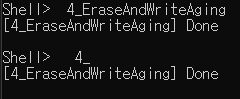 Shell>  4_EraseAndWriteAging
[4_EraseAndWriteAging] Done

Shell>   4_
[4_EraseAndWriteAging] Done